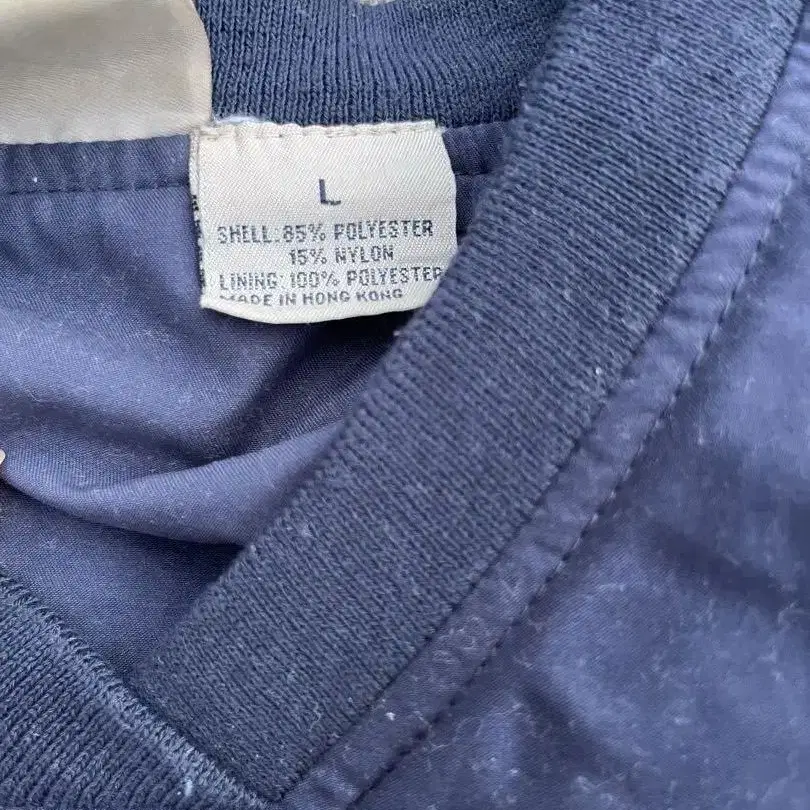 L
SHELL: 85% POLYESTER
15% NYLON
LINING: 100% POLYESTER
MADE IN HONG KONG